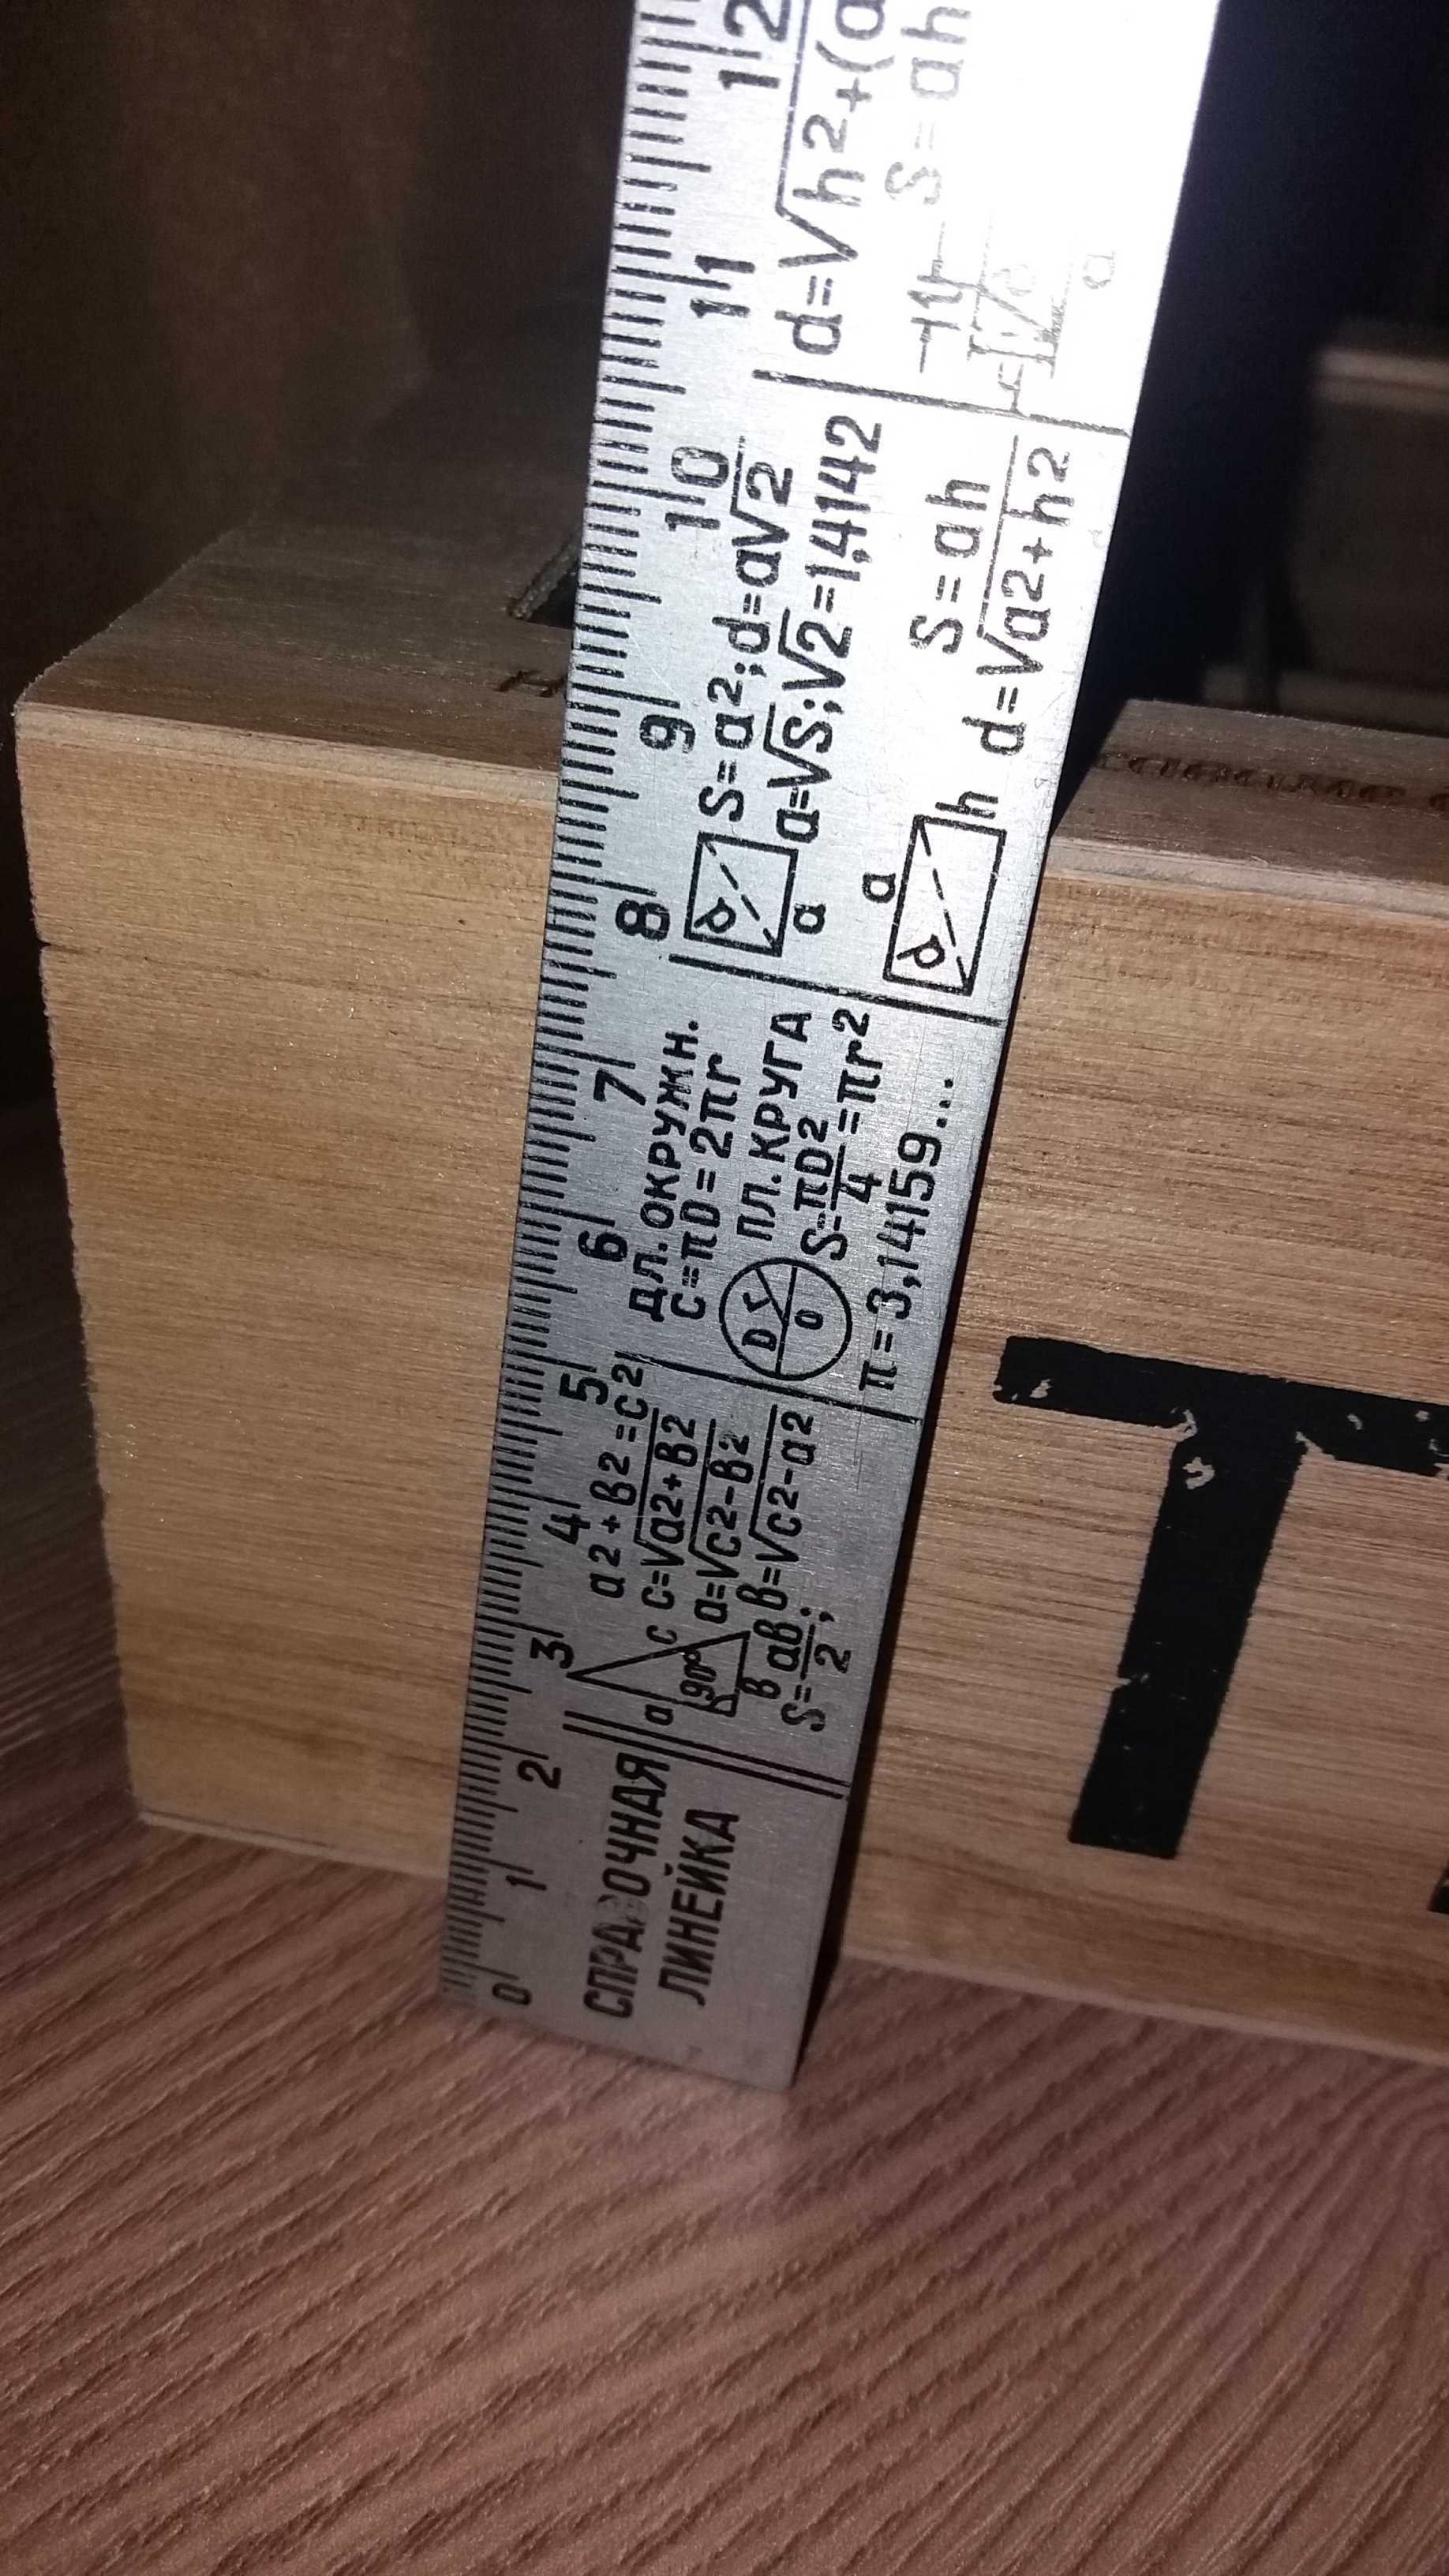 0 1 2 3 4 5 6 7 8 9 10 11 12
СПРАВОЧНАЯ
ЛИНЕЙКА
a2+в2=c2
c=√a2+в2
a=√c2-в2
в=√c2-a2
S=aв/2;
a c 90° в
ДЛ. ОКРУЖН.
C=πD=2πr
ПЛ. КРУГА
S=πD2/4=πr2
π=3,14159...
D r 0
S=a2;d=a√2
a=√S;√2=1,4142
d a
S=ah
d=√a2+h2
a d h
d=√h2+(a
S=ah
a
T